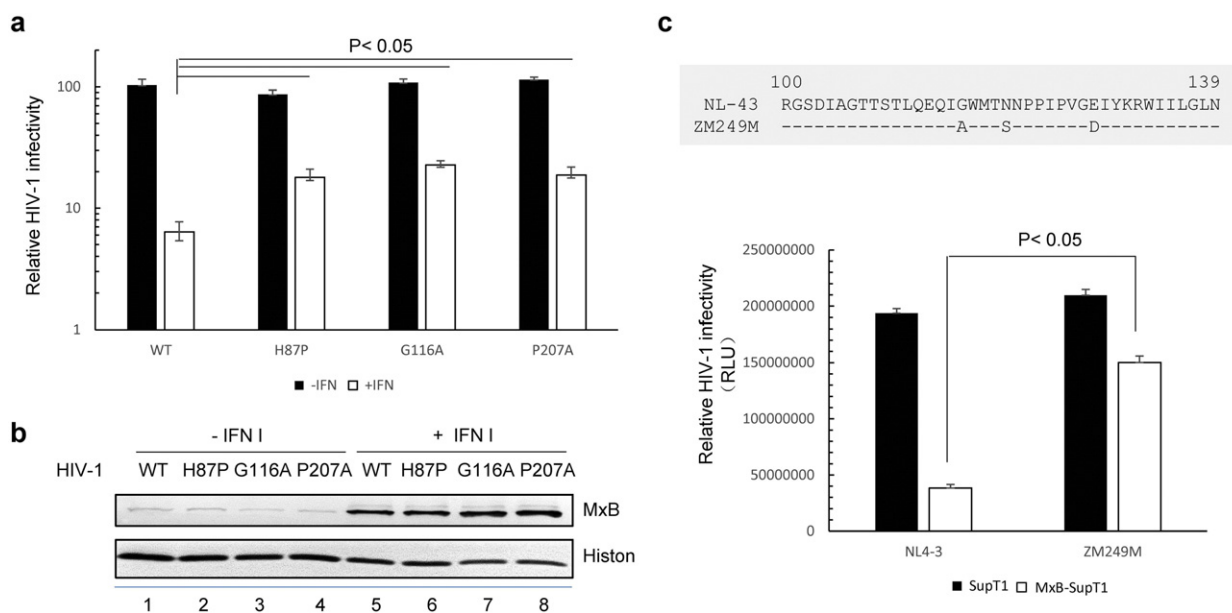 a
P< 0.05
Relative HIV-1 infectivity
100
10
1
WT H87P G116A P207A
-IFN +IFN
b
- IFN I + IFN I
HIV-1 WT H87P G116A P207A WT H87P G116A P207A
MxB
Histon
1 2 3 4 5 6 7 8
c
100 139
NL-43 RGSDIAGTTSTLQEQIGWMTNNPPIPVGEIYKRWIILGLN
ZM249M ----------------A---S-------D-----------
P< 0.05
Relative HIV-1 infectivity
(RLU)
250000000
200000000
150000000
100000000
50000000
0
NL4-3 ZM249M
SupT1 MxB-SupT1